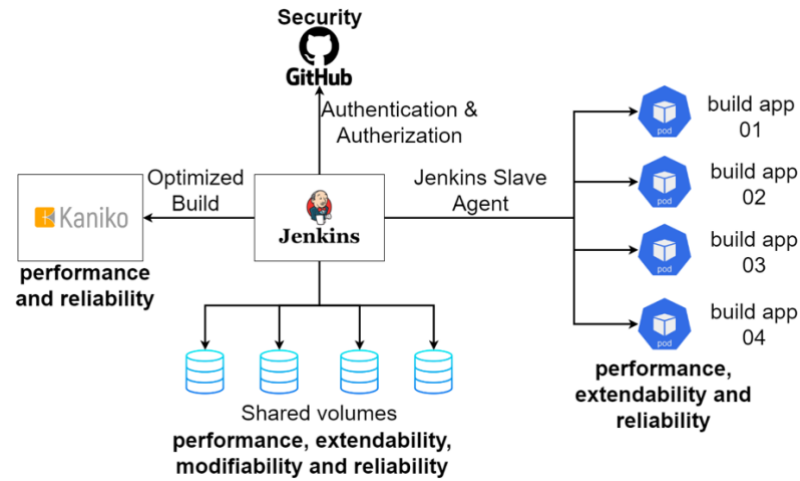 Security
GitHub
Authentication &
Autherization
Optimized
Build
Jenkins Slave
Agent
Kaniko
Jenkins
performance
and reliability
pod
build app
01
pod
build app
02
pod
build app
03
pod
build app
04
performance,
extendability and
reliability
Shared volumes
performance, extendability,
modifiability and reliability